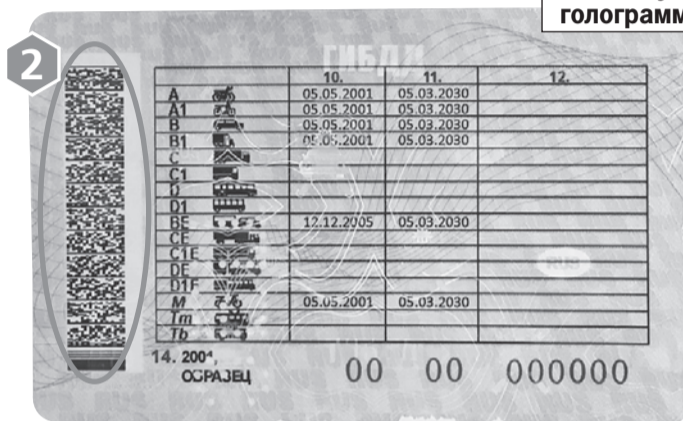 голограмм
2
ГИБДД
10. 11. 12.
A 05.05.2001 05.03.2030
A1 05.05.2001 05.03.2030
B 05.05.2001 05.03.2030
B1 05.05.2001 05.03.2030
C
C1
D
D1
BE 12.12.2005 05.03.2030
CE
C1E
DE
D1E
M 05.05.2001 05.03.2030
Tm
Tb
RUS
14. 2004,
ОБРАЗЕЦ 00 00 000000